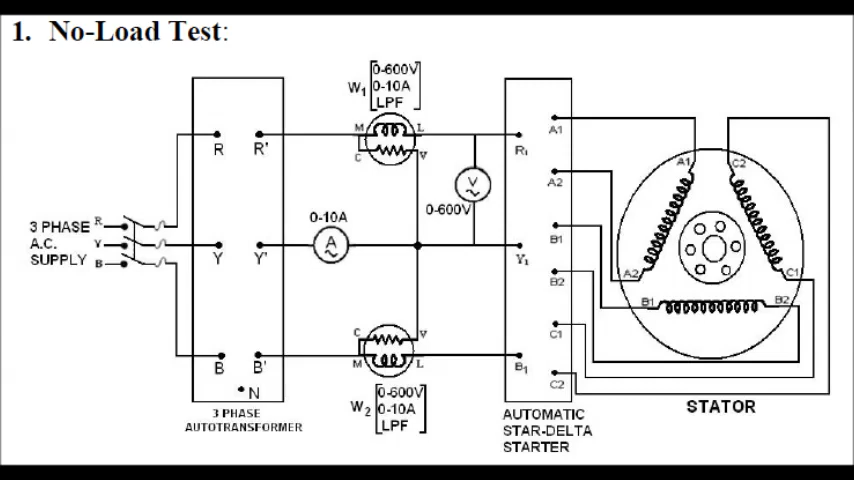 1. No-Load Test:
0-600V
W1 0-10A
LPF
M L
C V
R R'
R1
V
0-600V
A1
A2
A1 C2
3 PHASE R
A.C. Y
SUPPLY B
0-10A
Y Y'
A
Y1
B1
B2
A2 C1
B1 B2
C V
M L
B B'
B1
C1
C2
N
3 PHASE
AUTOTRANSFORMER
0-600V
W2 0-10A
LPF
AUTOMATIC
STAR-DELTA
STARTER
STATOR